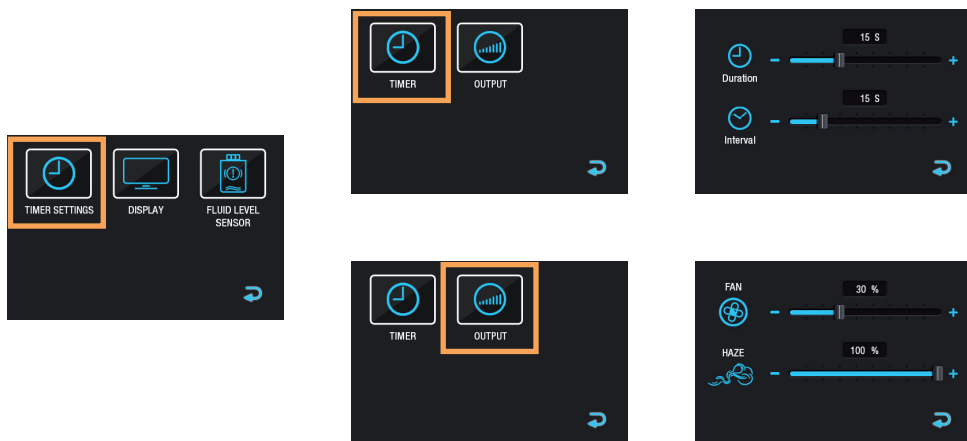 TIMER SETTINGS
DISPLAY
FLUID LEVEL
SENSOR
TIMER
OUTPUT
15 S
Duration
- +
15 S
Interval
- +
TIMER
OUTPUT
FAN
30 %
- +
HAZE
100 %
- +